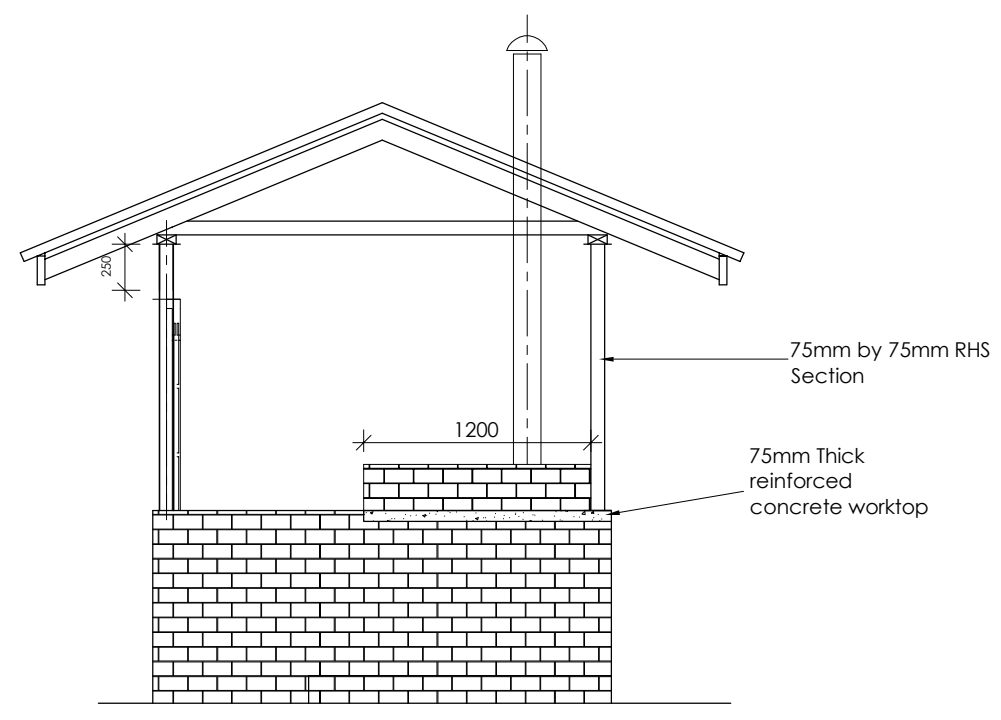 250
75mm by 75mm RHS
Section
1200
75mm Thick
reinforced
concrete worktop